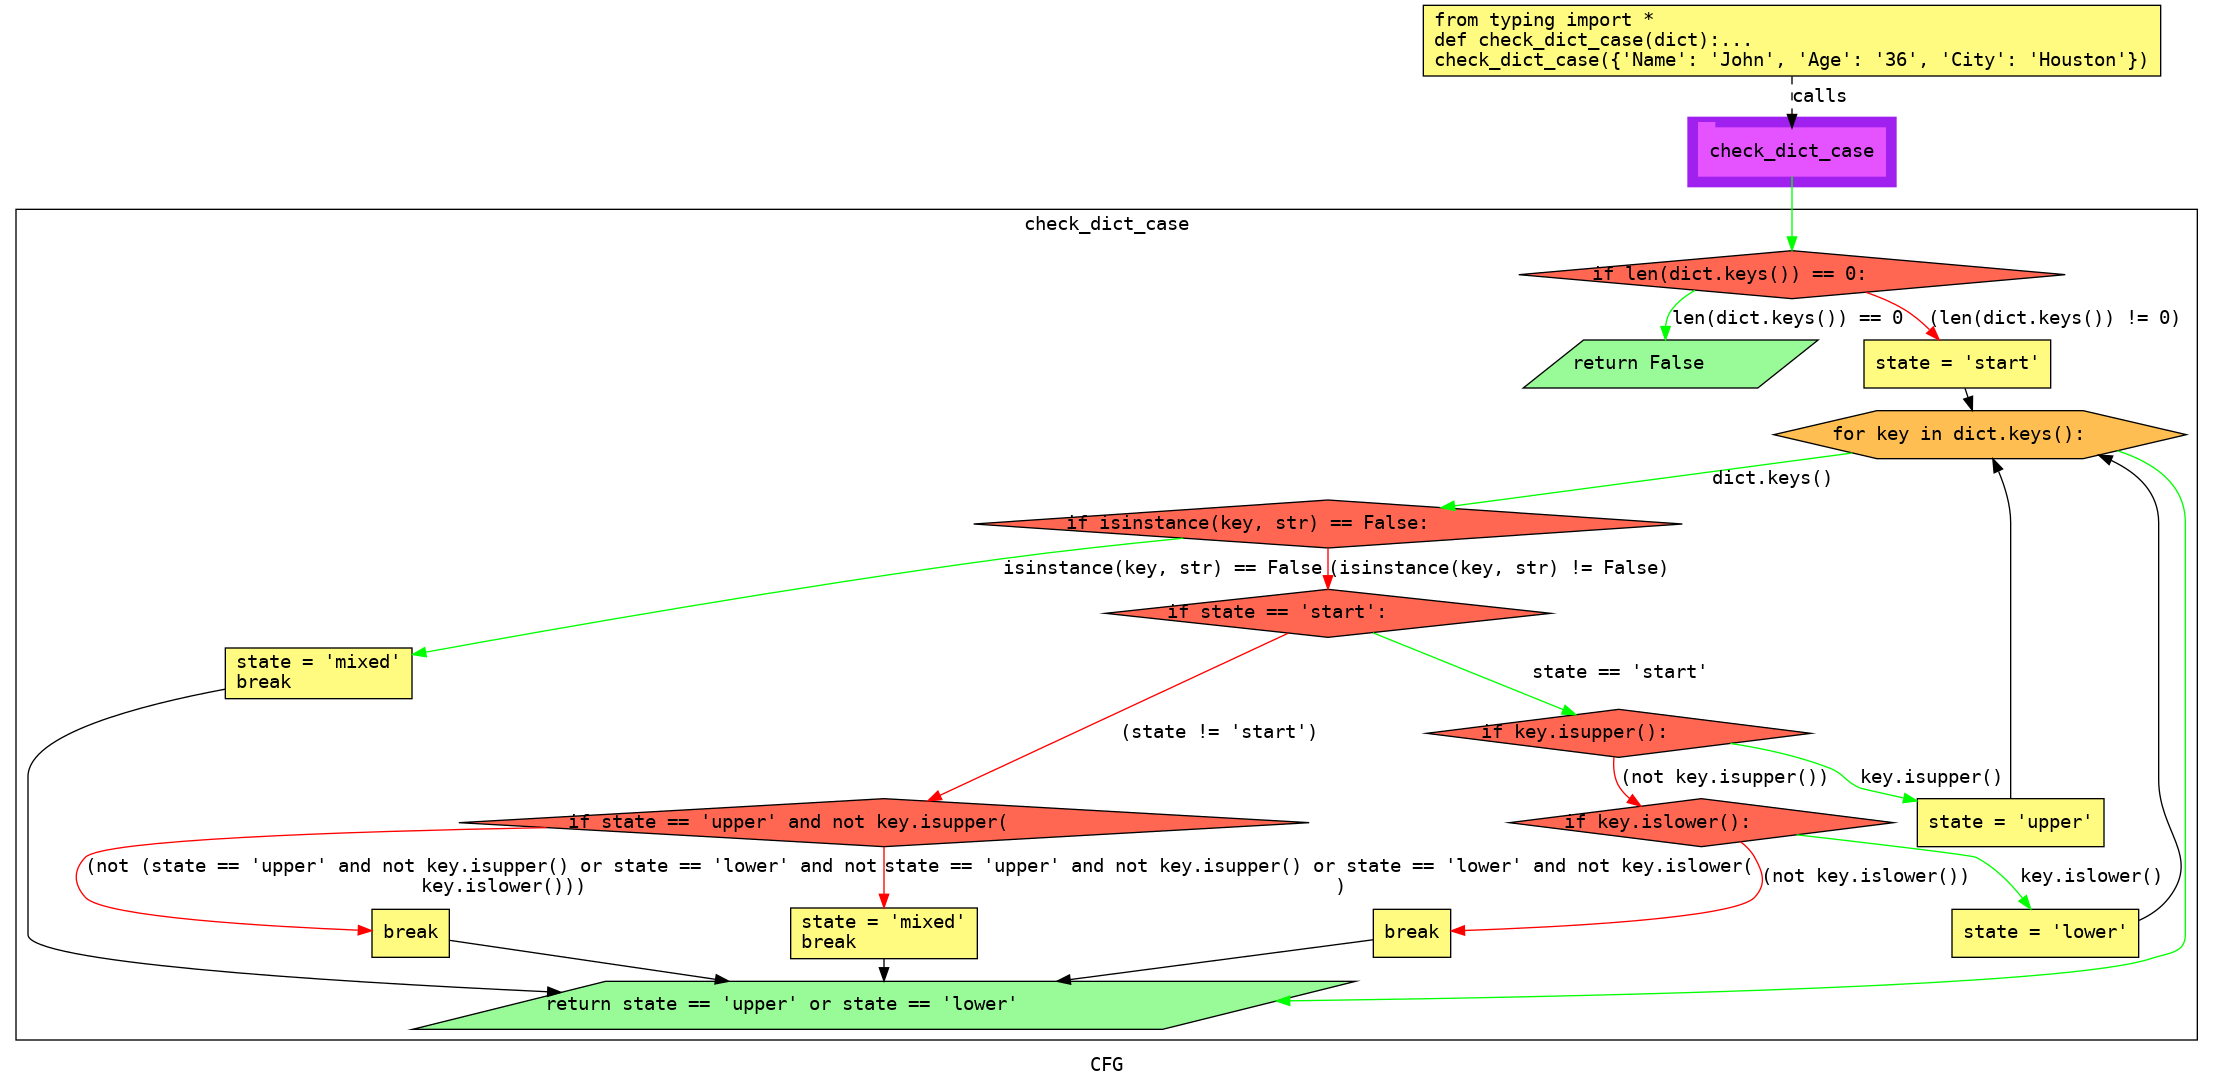 from typing import *
def check_dict_case(dict):...
check_dict_case({'Name': 'John', 'Age': '36', 'City': 'Houston'})
calls
check_dict_case
check_dict_case
if len(dict.keys()) == 0:
len(dict.keys()) == 0
(len(dict.keys()) != 0)
return False
state = 'start'
for key in dict.keys():
dict.keys()
if isinstance(key, str) == False:
isinstance(key, str) == False
(isinstance(key, str) != False)
if state == 'start':
state = 'mixed'
break
state == 'start'
(state != 'start')
if key.isupper():
(not key.isupper())
key.isupper()
if state == 'upper' and not key.isupper(
if key.islower():
state = 'upper'
(not (state == 'upper' and not key.isupper() or state == 'lower' and not
key.islower()))
state == 'upper' and not key.isupper() or state == 'lower' and not key.islower(
)
(not key.islower())
key.islower()
break
state = 'mixed'
break
break
state = 'lower'
return state == 'upper' or state == 'lower'
CFG